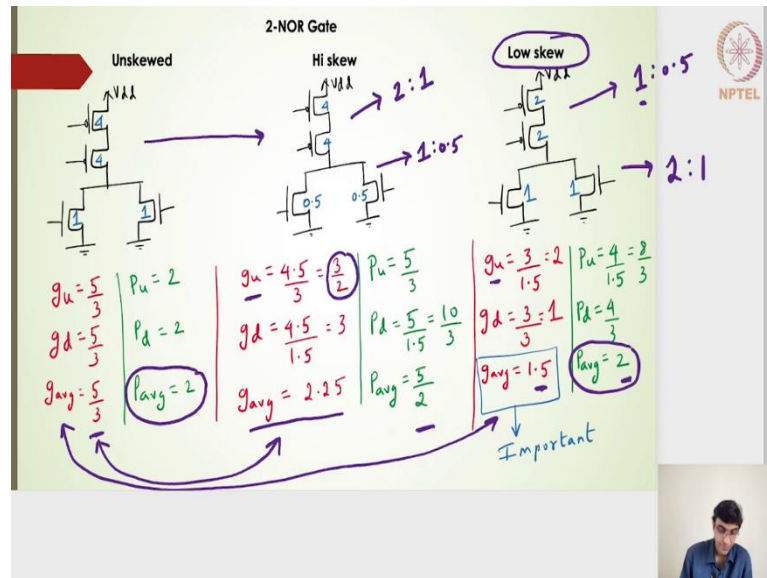 2-NOR Gate
Unskewed
Hi skew
Low skew
NPTEL
Vdd
4
4
1
1
Vdd
4
4
0.5
0.5
2:1
1:0.5
Vdd
2
2
1
1
1:0.5
2:1
gu = 5/3
gd = 5/3
gavg = 5/3
Pu = 2
Pd = 2
Pavg = 2
gu = 4.5/3 = 3/2
gd = 4.5/1.5 = 3
gavg = 2.25
Pu = 5/3
Pd = 5/1.5 = 10/3
Pavg = 5/2
gu = 3/1.5 = 2
gd = 3/3 = 1
gavg = 1.5
Pu = 4/1.5 = 8/3
Pd = 4/3
Pavg = 2
Important